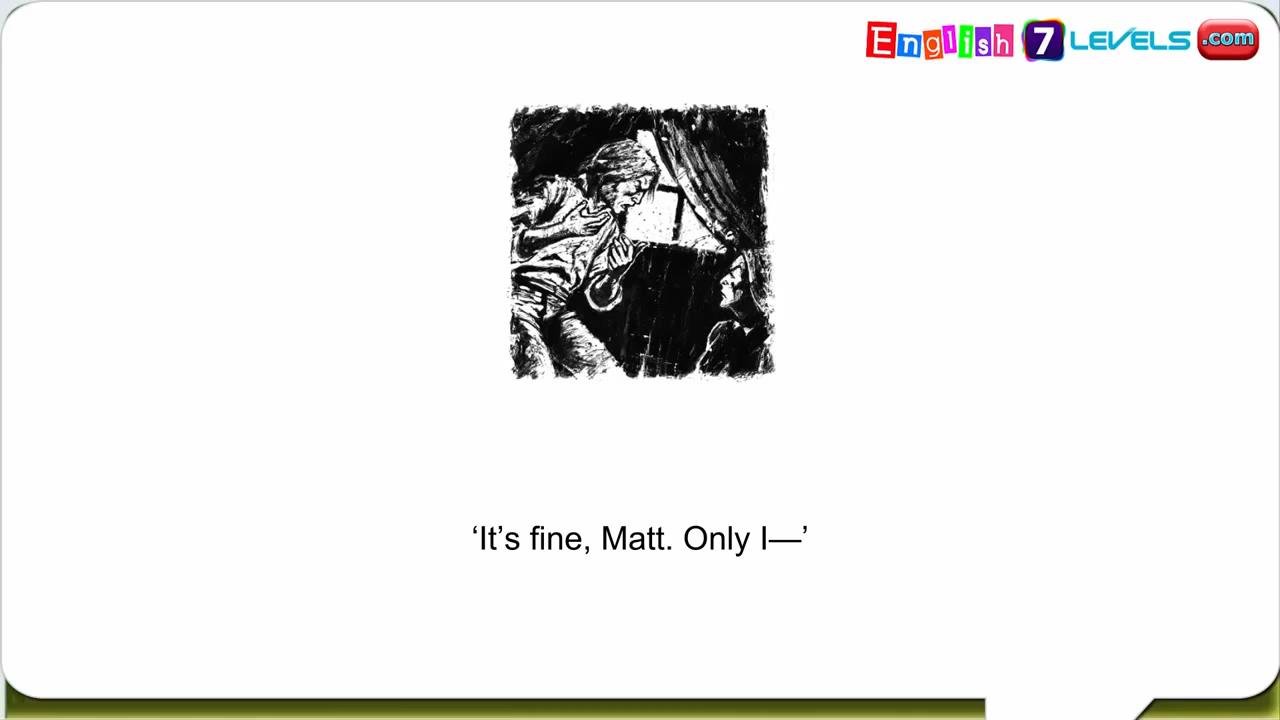 English 7 LEVELS .com
‘It’s fine, Matt. Only I—’